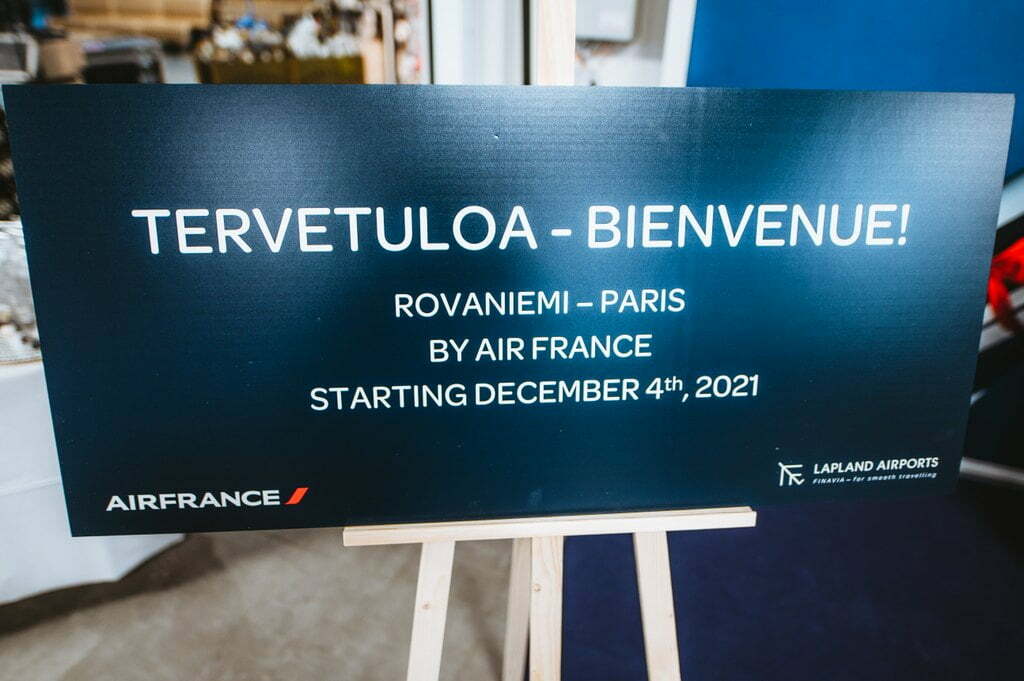 TERVETULOA - BIENVENUE!
ROVANIEMI – PARIS
BY AIR FRANCE
STARTING DECEMBER 4th, 2021
AIRFRANCE
LAPLAND AIRPORTS
FINAVIA – for smooth travelling